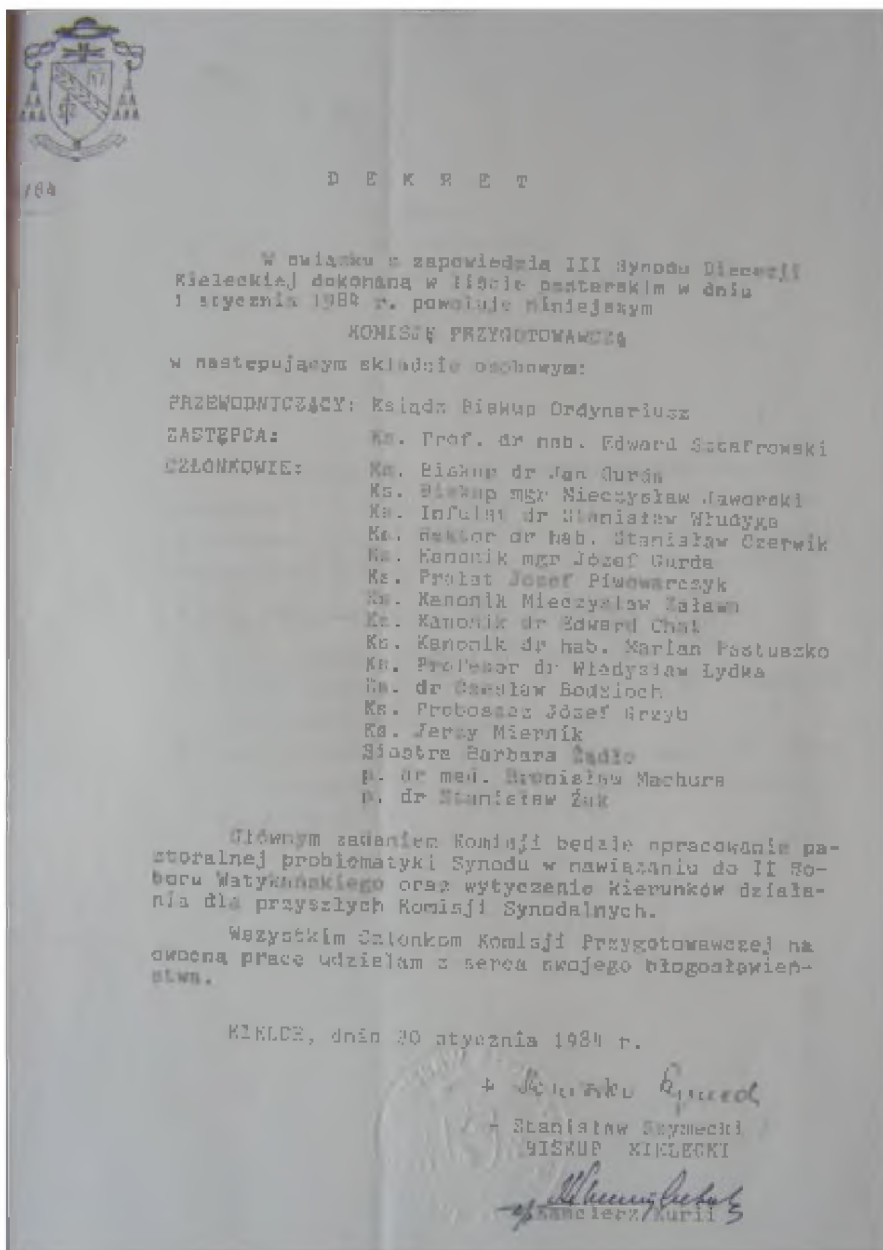 /84
D E K R E T
W związku z zapowiedzią III Synodu Diecezji
Kieleckiej dokonaną w liście pasterskim w dniu
1 stycznia 1984 r. powołuję niniejszym
KOMISJĘ PRZYGOTOWAWCZĄ
w następującym składzie osobowym:
PRZEWODNICZĄCY: Ksiądz Biskup Ordynariusz
ZASTĘPCA: Ks. Prof. dr hab. Edward Sztafrowski
CZŁONKOWIE: Ks. Biskup dr Jan Gurda
Ks. Biskup mgr Mieczysław Jaworski
Ks. Infułat dr Stanisław Włudyga
Ks. Rektor dr hab. Stanisław Czerwik
Ks. Kanonik mgr Józef Gurda
Ks. Prałat Józef Piwowarczyk
Ks. Kanonik Mieczysław Zaława
Ks. Kanonik dr Edward Chat
Ks. Kanonik dr hab. Marian Pastuszko
Ks. Profesor dr Władysław Łydka
Ks. dr Czesław Bodzioch
Ks. Proboszcz Józef Grzyb
Ks. Jerzy Miernik
Siostra Barbara Żądło
p. dr med. Bronisław Machura
p. dr Stanisław Żak
Głównym zadaniem Komisji będzie opracowanie pa-
storalnej problematyki Synodu w nawiązaniu do II So-
boru Watykańskiego oraz wytyczenie kierunków działa-
nia dla przyszłych Komisji Synodalnych.
Wszystkim Członkom Komisji Przygotowawczej na
owocną pracę udzielam z serca swojego błogosławień-
stwa.
KIELCE, dnia 20 stycznia 1984 r.
+ Stanisław Szymecki
BISKUP KIELECKI
Kanclerz Kurii